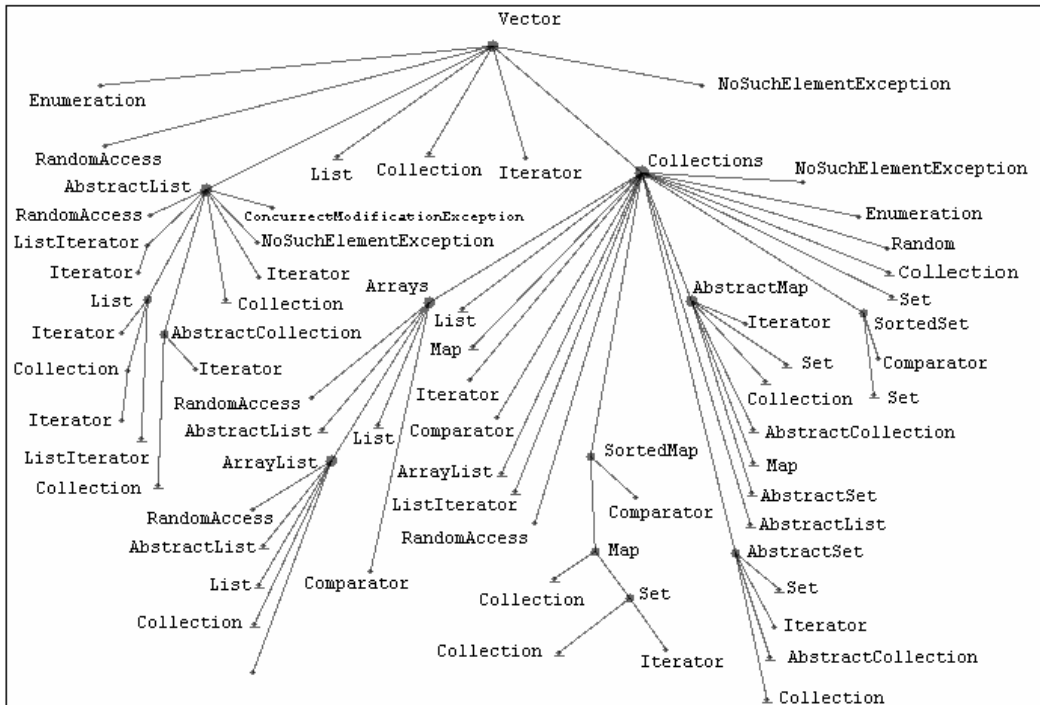 Vector
NoSuchElementException
Enumeration
RandomAccess
List
Collection
Iterator
Collections
NoSuchElementException
AbstractList
RandomAccess
ConcurrectModificationException
Enumeration
ListIterator
NoSuchElementException
Random
Iterator
Iterator
Collection
List
Collection
Arrays
AbstractMap
Set
List
Iterator
SortedSet
Iterator
AbstractCollection
Map
Comparator
Collection
Iterator
Set
Iterator
Collection
Set
RandomAccess
Comparator
Iterator
AbstractList
List
AbstractCollection
ListIterator
ArrayList
ArrayList
SortedMap
Map
Collection
ListIterator
AbstractSet
RandomAccess
Comparator
AbstractList
RandomAccess
AbstractList
Map
AbstractSet
List
Comparator
Collection
Set
Set
Collection
Iterator
Collection
Iterator
AbstractCollection
Collection